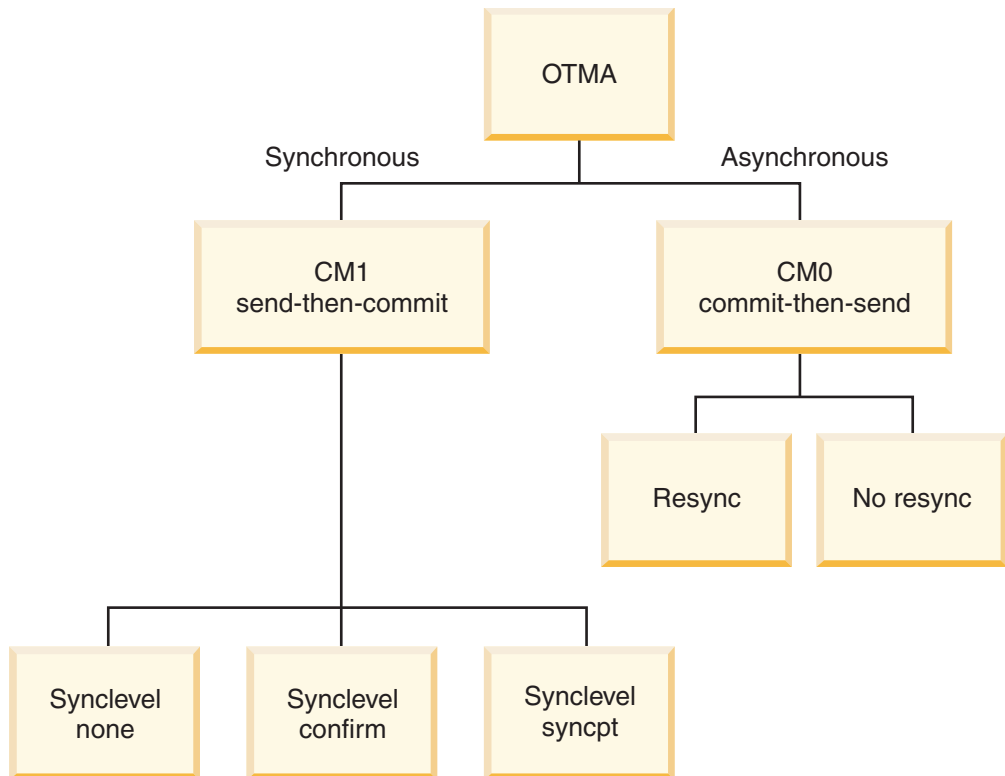 OTMA
Synchronous
Asynchronous
CM1
send-then-commit
CM0
commit-then-send
Resync
No resync
Synclevel
none
Synclevel
confirm
Synclevel
syncpt